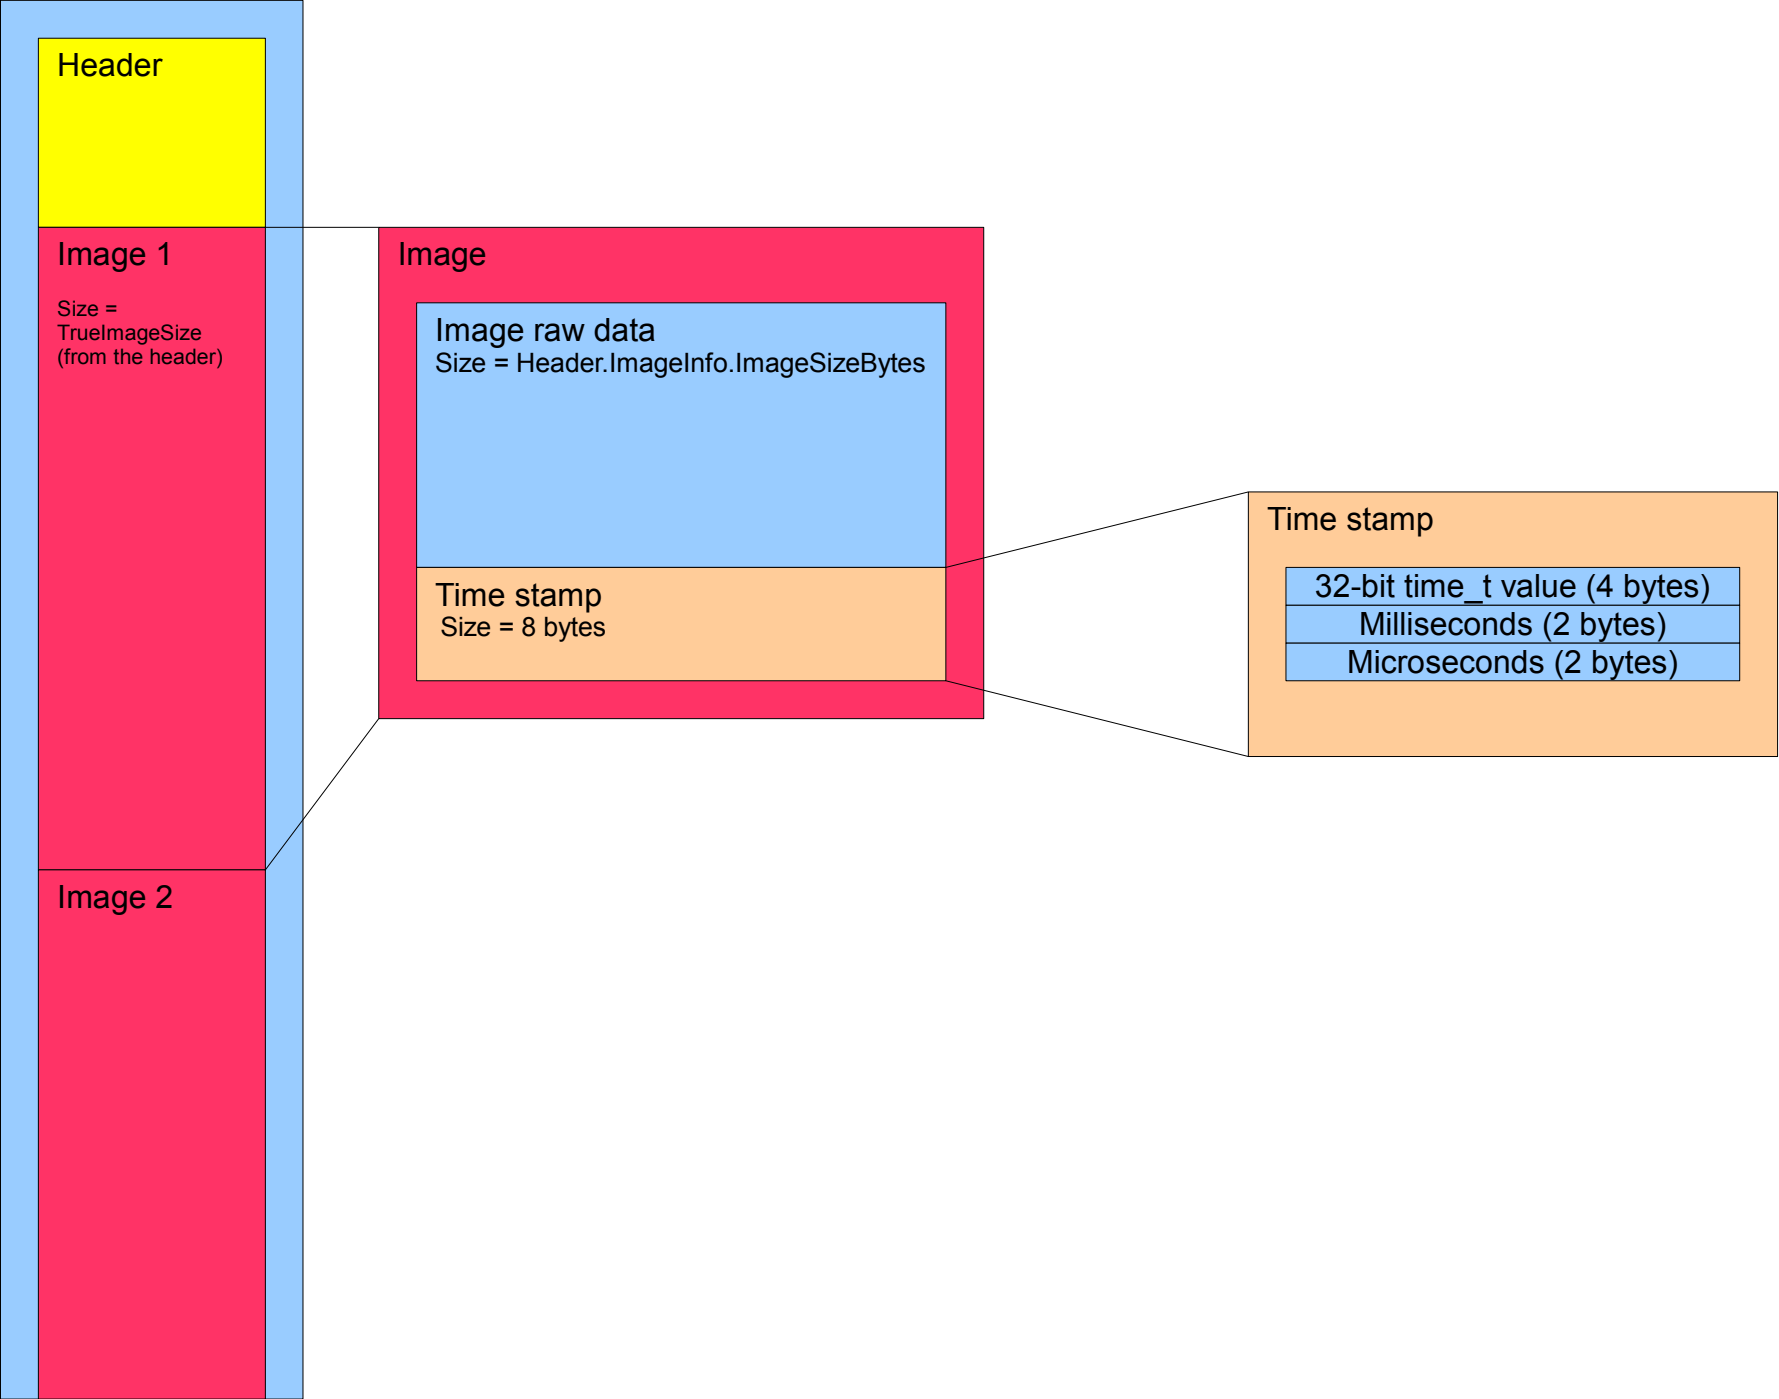 Header
Image 1
Size =
TrueImageSize
(from the header)
Image 2
Image
Image raw data
Size = Header.ImageInfo.ImageSizeBytes
Time stamp
Size = 8 bytes
Time stamp
32-bit time_t value (4 bytes)
Milliseconds (2 bytes)
Microseconds (2 bytes)